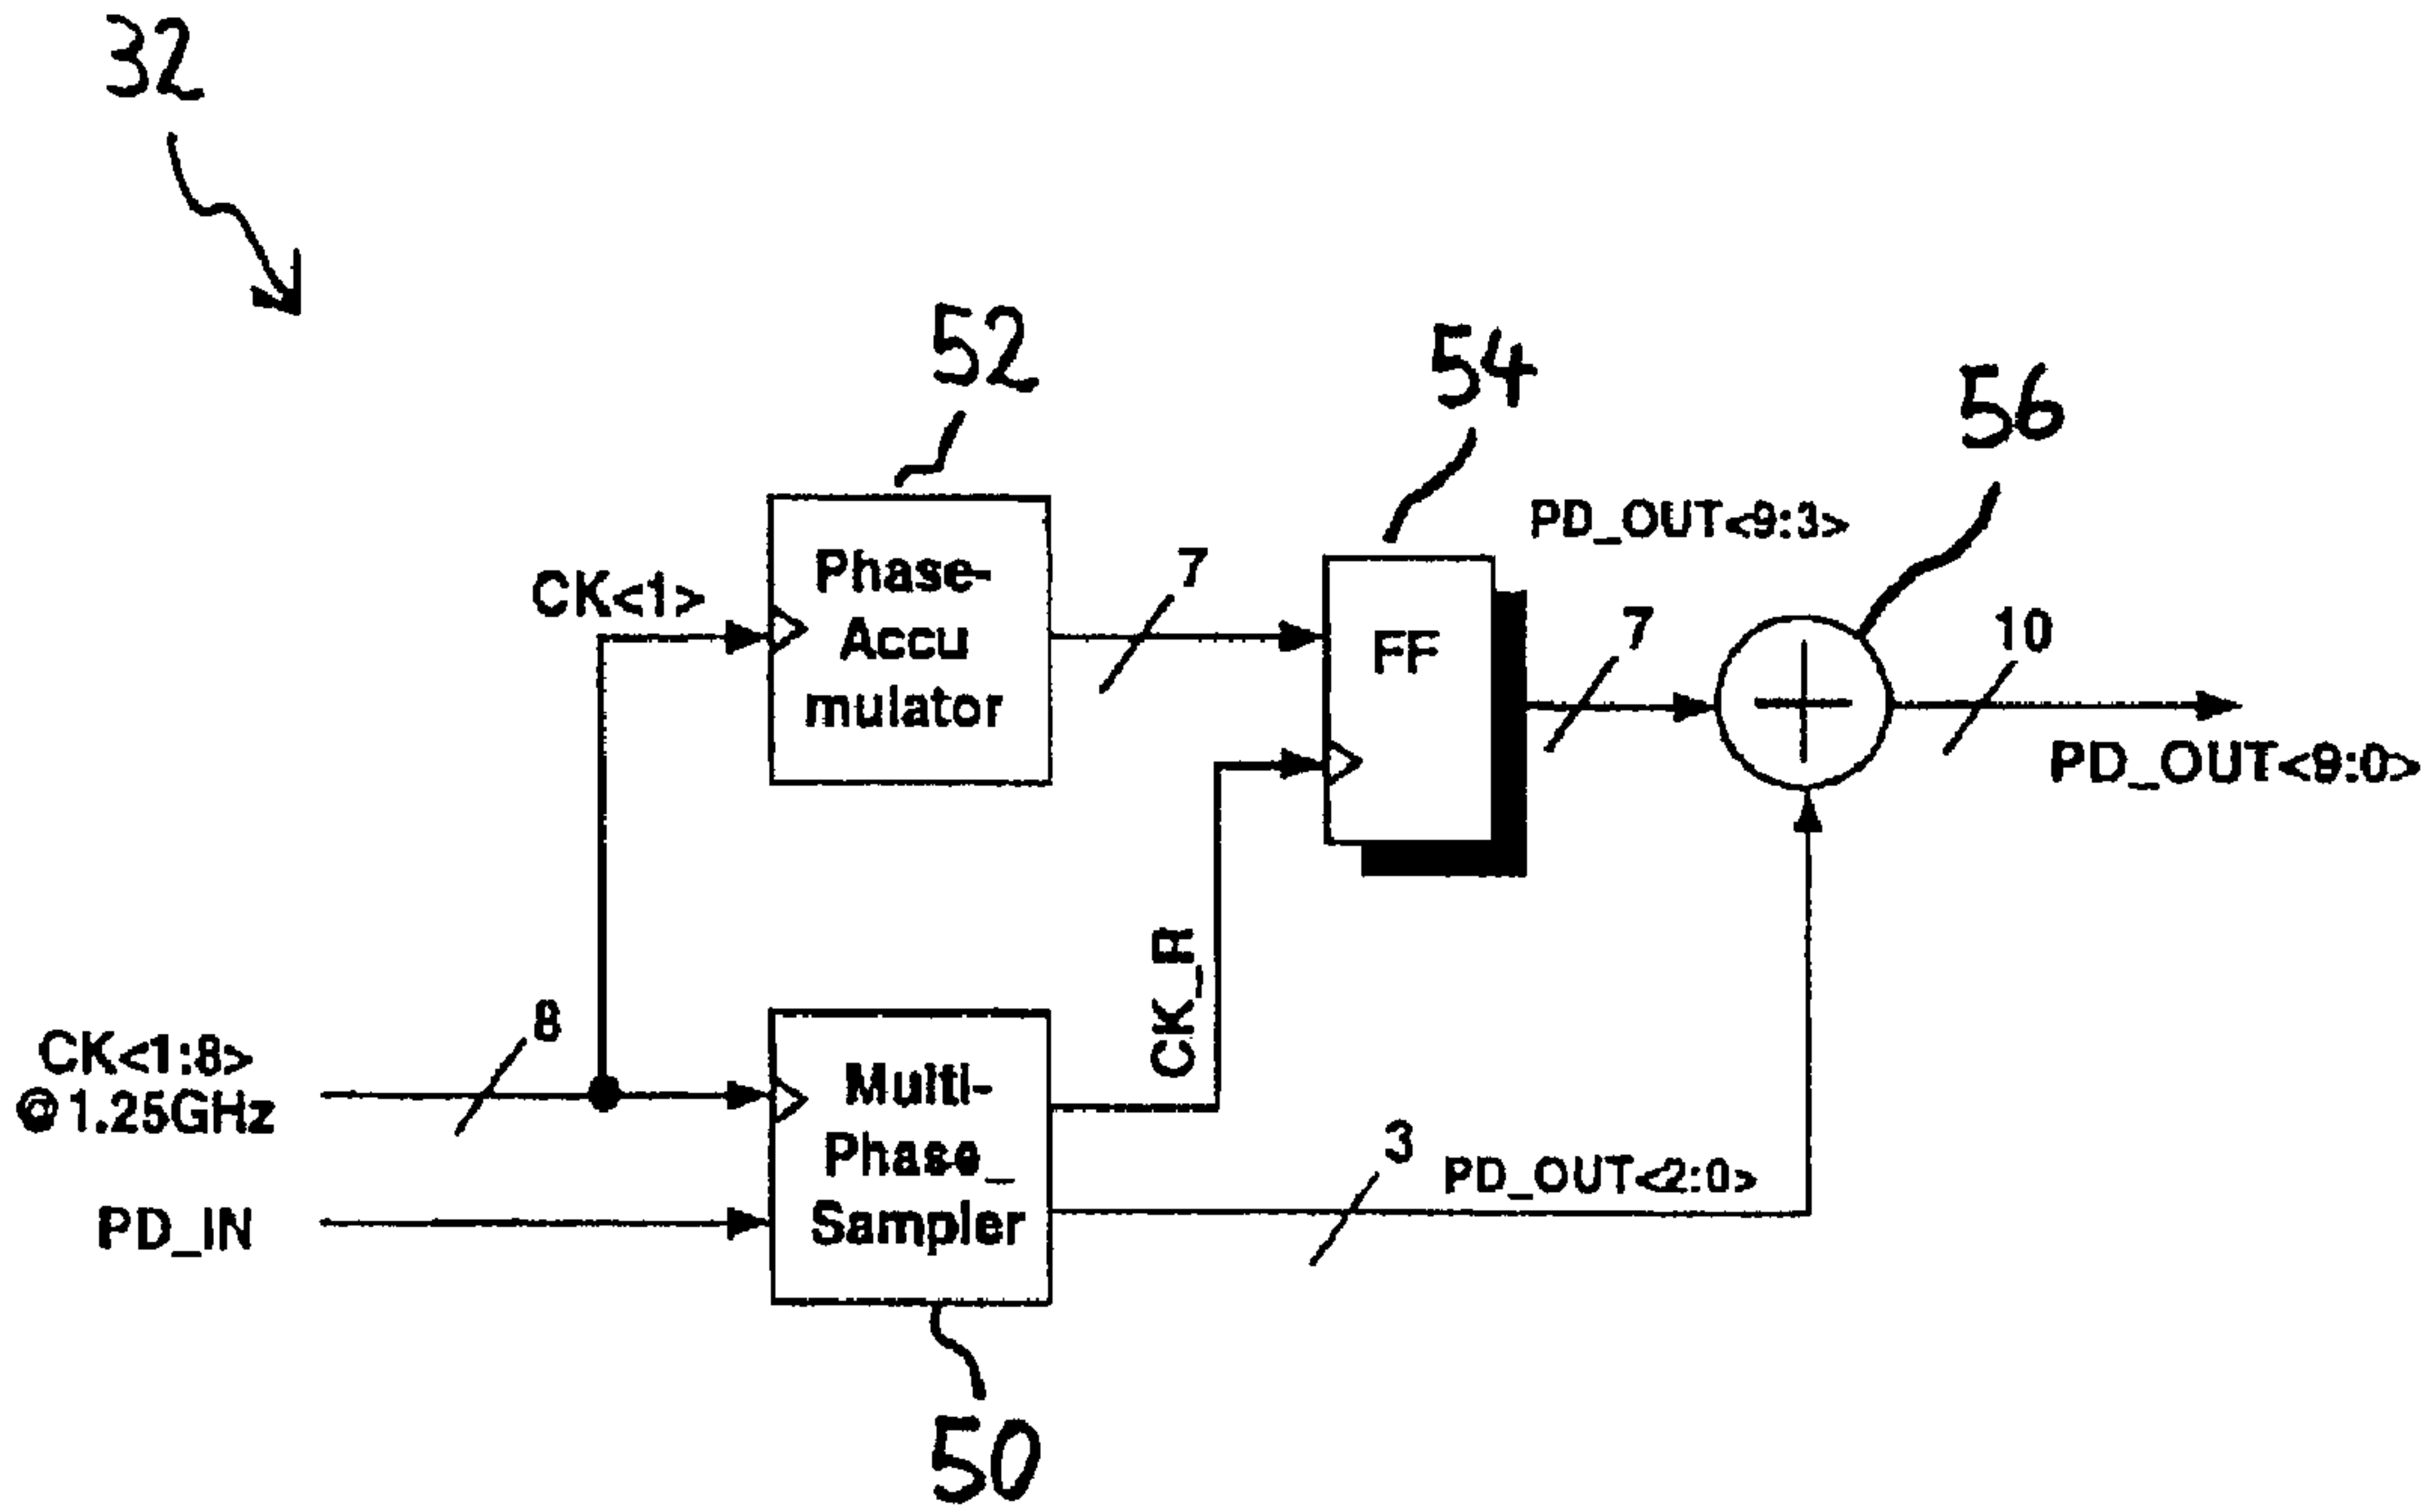 32
52
54
56
PD_OUT<9:3>
CK<1>
Phase-
Accu
mulator
7
FF
7
10
PD_OUT<9:0>
CK_R
CK<1:8>
@1.25GHz
8
Multi-
Phase_
Sampler
PD_IN
3
PD_OUT<2:0>
50